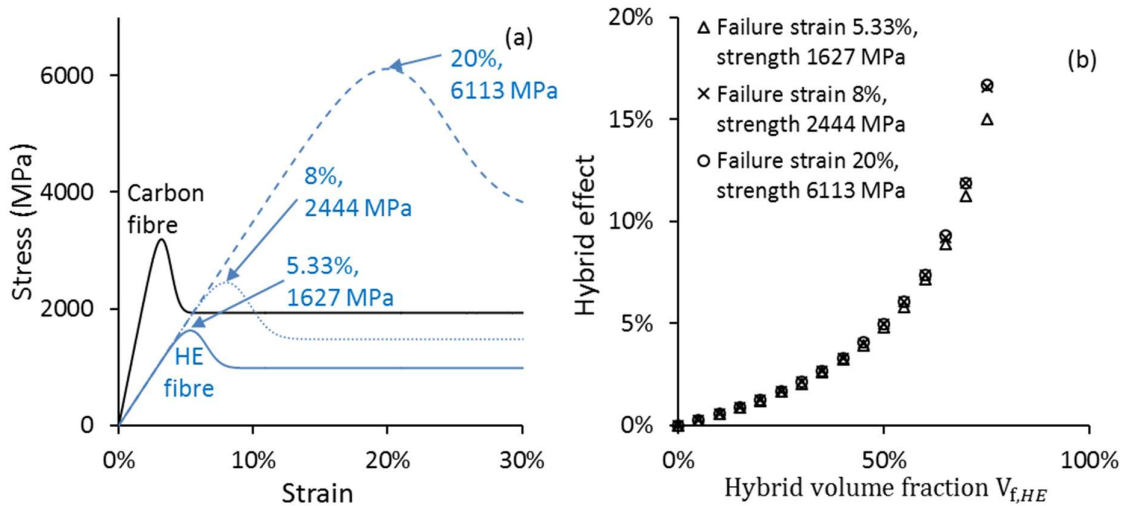 (a)
Stress (MPa)
6000
4000
2000
0
20%,
6113 MPa
8%,
2444 MPa
Carbon
fibre
5.33%,
1627 MPa
HE
fibre
0%
10%
20%
30%
Strain
(b)
Hybrid effect
20%
15%
10%
5%
0%
Failure strain 5.33%,
strength 1627 MPa
Failure strain 8%,
strength 2444 MPa
Failure strain 20%,
strength 6113 MPa
0%
50%
100%
Hybrid volume fraction Vf,HE